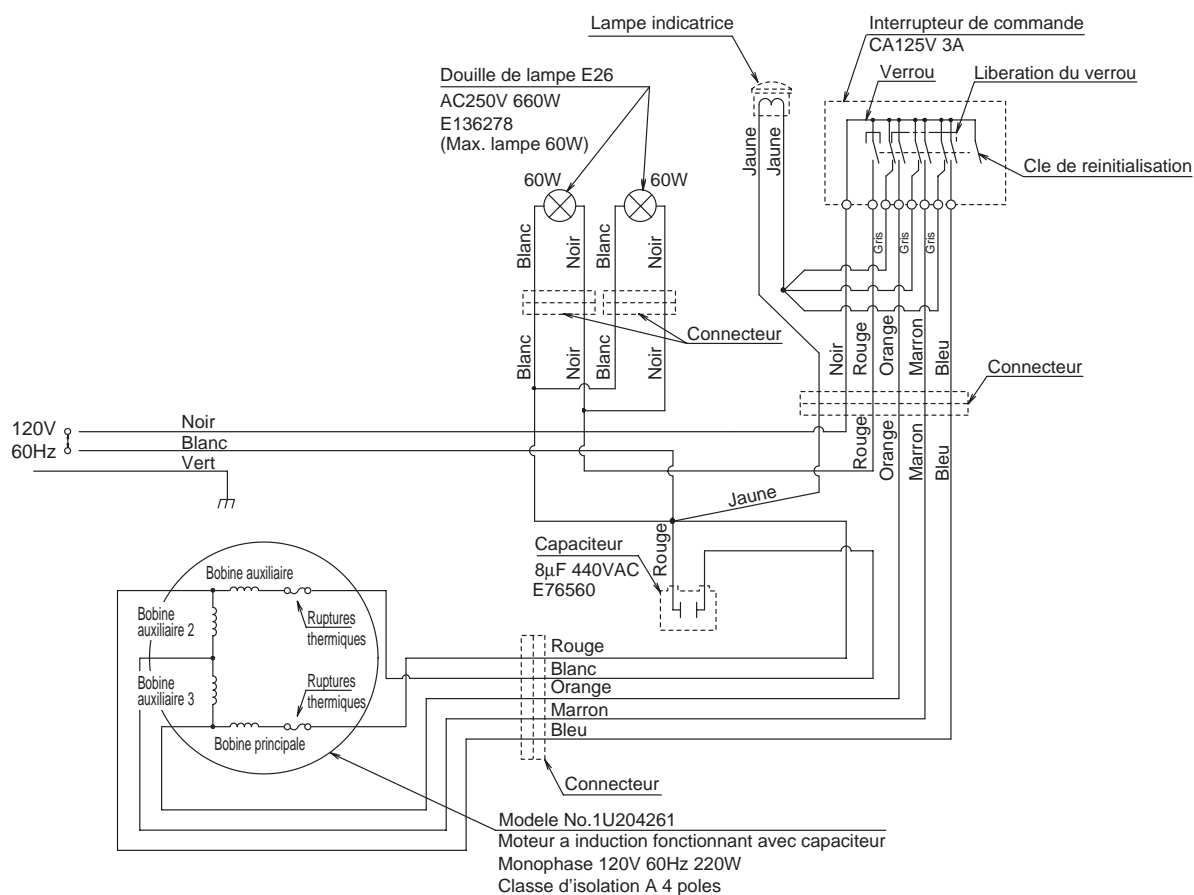 Lampe indicatrice
Interrupteur de commande
CA125V 3A
Verrou
Liberation du verrou
Cle de reinitialisation
Douille de lampe E26
AC250V 660W
E136278
(Max. lampe 60W)
60W
60W
Jaune
Jaune
Blanc
Noir
Blanc
Noir
Gris
Gris
Gris
Connecteur
Blanc
Noir
Blanc
Noir
Noir
Rouge
Orange
Marron
Bleu
Connecteur
120V
60Hz
Noir
Blanc
Vert
Rouge
Orange
Marron
Bleu
Jaune
Rouge
Capaciteur
8µF 440VAC
E76560
Bobine auxiliaire
Bobine
auxiliaire 2
Ruptures
thermiques
Bobine
auxiliaire 3
Ruptures
thermiques
Bobine principale
Rouge
Blanc
Orange
Marron
Bleu
Connecteur
Modele No.1U204261
Moteur a induction fonctionnant avec capaciteur
Monophase 120V 60Hz 220W
Classe d'isolation A 4 poles